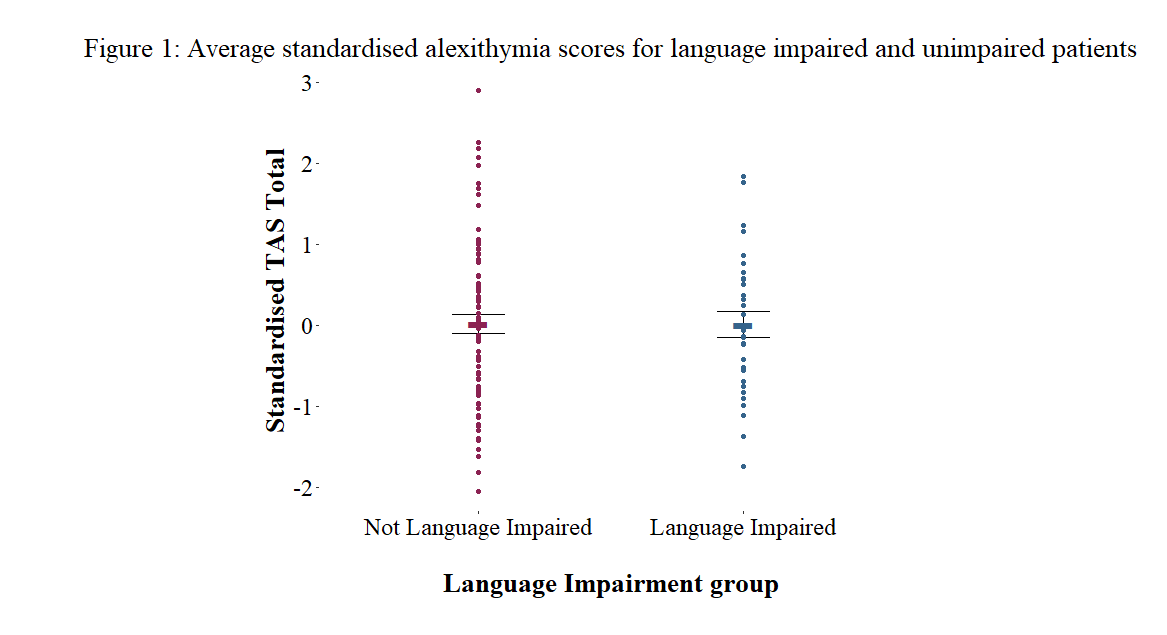 Figure 1: Average standardised alexithymia scores for language impaired and unimpaired patients
Standardised TAS Total
3
2
1
0
-1
-2
Not Language Impaired
Language Impaired
Language Impairment group